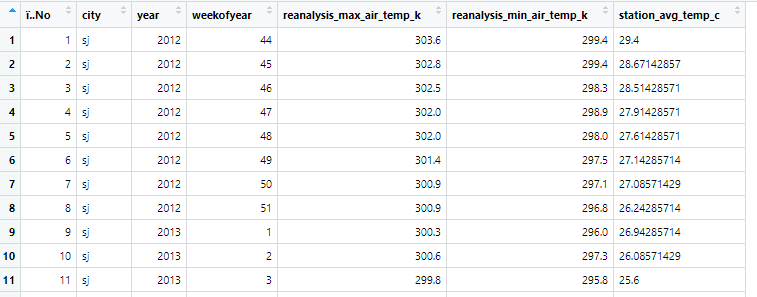 ï..No city year weekofyear reanalysis_max_air_temp_k reanalysis_min_air_temp_k station_avg_temp_c
1 1 sj 2012 44 303.6 299.4 29.4
2 2 sj 2012 45 302.8 299.4 28.67142857
3 3 sj 2012 46 302.5 298.3 28.51428571
4 4 sj 2012 47 302.0 298.9 27.91428571
5 5 sj 2012 48 302.0 298.0 27.61428571
6 6 sj 2012 49 301.4 297.5 27.14285714
7 7 sj 2012 50 300.9 297.1 27.08571429
8 8 sj 2012 51 300.9 296.8 26.24285714
9 9 sj 2013 1 300.3 296.0 26.94285714
10 10 sj 2013 2 300.6 297.3 26.08571429
11 11 sj 2013 3 299.8 295.8 25.6